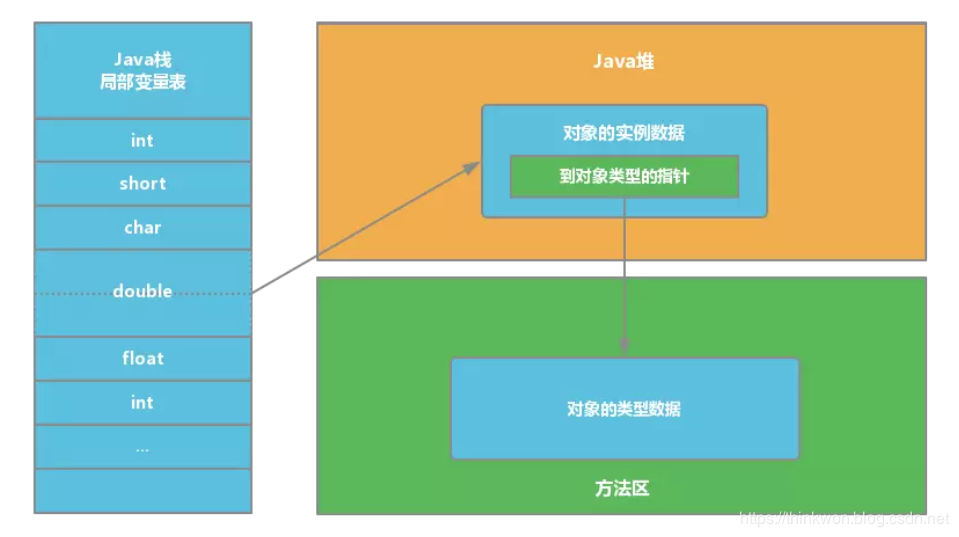 Java栈
局部变量表
int
short
char
double
float
int
...
Java堆
对象的实例数据
到对象类型的指针
对象的类型数据
方法区
https://thinkwon.blog.csdn.net